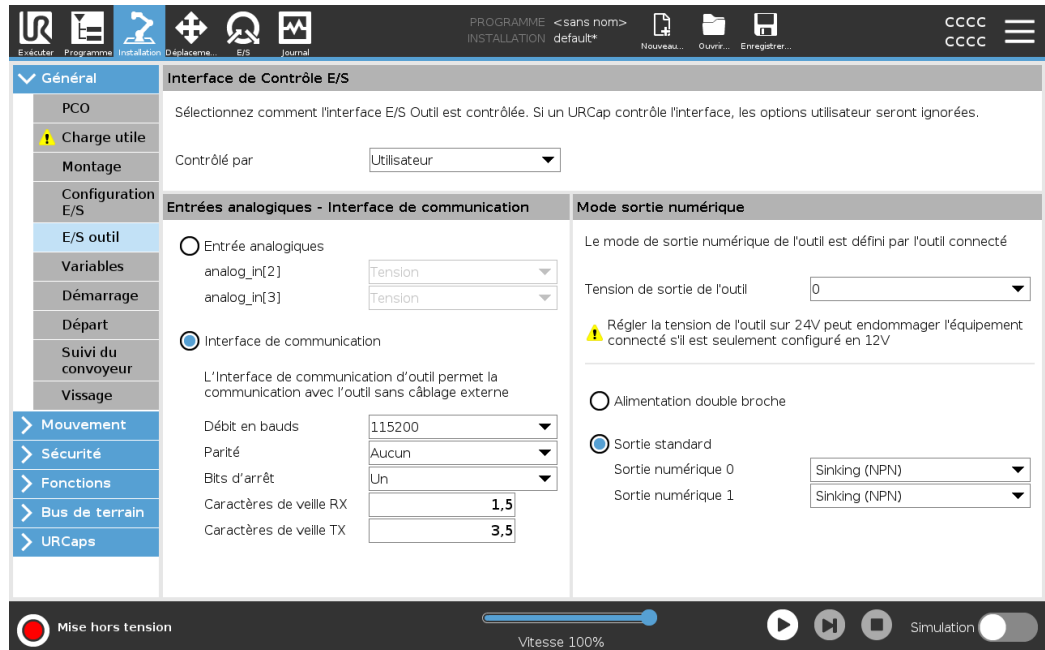 PROGRAMME <sans nom>
INSTALLATION default*
CCCC
CCCC
Exécuter Programme Installation Déplaceme... E/S Journal Nouveau... Ouvrir... Enregistrer...
Général
PCO
Charge utile
Montage
Configuration
E/S
E/S outil
Variables
Démarrage
Départ
Suivi du
convoyeur
Vissage
Mouvement
Sécurité
Fonctions
Bus de terrain
URCaps
Interface de Contrôle E/S
Sélectionnez comment l'interface E/S Outil est contrôlée. Si un URCap contrôle l'interface, les options utilisateur seront ignorées.
Contrôlé par Utilisateur
Entrées analogiques - Interface de communication
Entrée analogiques
analog_in[2] Tension
analog_in[3] Tension
Interface de communication
L'Interface de communication d'outil permet la
communication avec l'outil sans câblage externe
Débit en bauds 115200
Parité Aucun
Bits d'arrêt Un
Caractères de veille RX 1,5
Caractères de veille TX 3,5
Mode sortie numérique
Le mode de sortie numérique de l'outil est défini par l'outil connecté
Tension de sortie de l'outil 0
Régler la tension de l'outil sur 24V peut endommager l'équipement
connecté s'il est seulement configuré en 12V
Alimentation double broche
Sortie standard
Sortie numérique 0 Sinking (NPN)
Sortie numérique 1 Sinking (NPN)
Mise hors tension
Vitesse 100%
Simulation